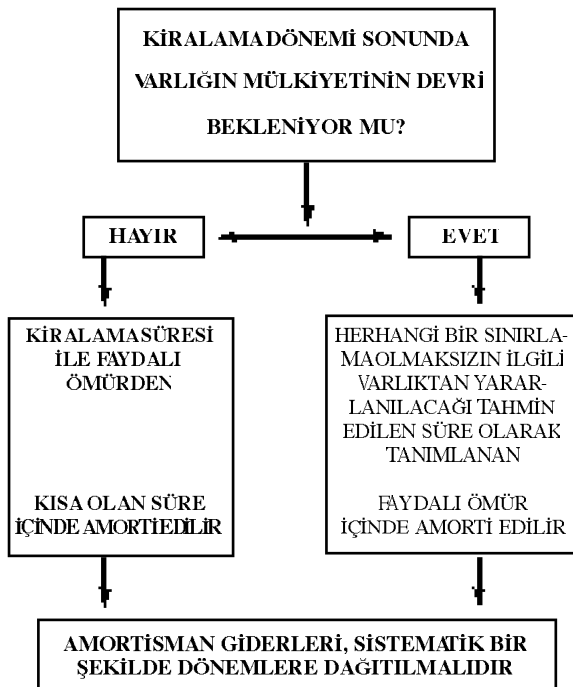 KİRALAMA DÖNEMİ SONUNDA
VARLIĞIN MÜLKİYETİNİN DEVRİ
BEKLENİYOR MU?
HAYIR
EVET
KİRALAMA SÜRESİ
İLE FAYDALI
ÖMÜRDEN
KISA OLAN SÜRE
İÇİNDE AMORTİ EDİLİR
HERHANGİ BİR SINIRLA-
MA OLMAKSIZIN İLGİLİ
VARLIKTAN YARAR-
LANILACAĞI TAHMİN
EDİLEN SÜRE OLARAK
TANIMLANAN
FAYDALI ÖMÜR
İÇİNDE AMORTİ EDİLİR
AMORTİSMAN GİDERLERİ, SİSTEMATİK BİR
ŞEKİLDE DÖNEMLERE DAĞITILMALIDIR